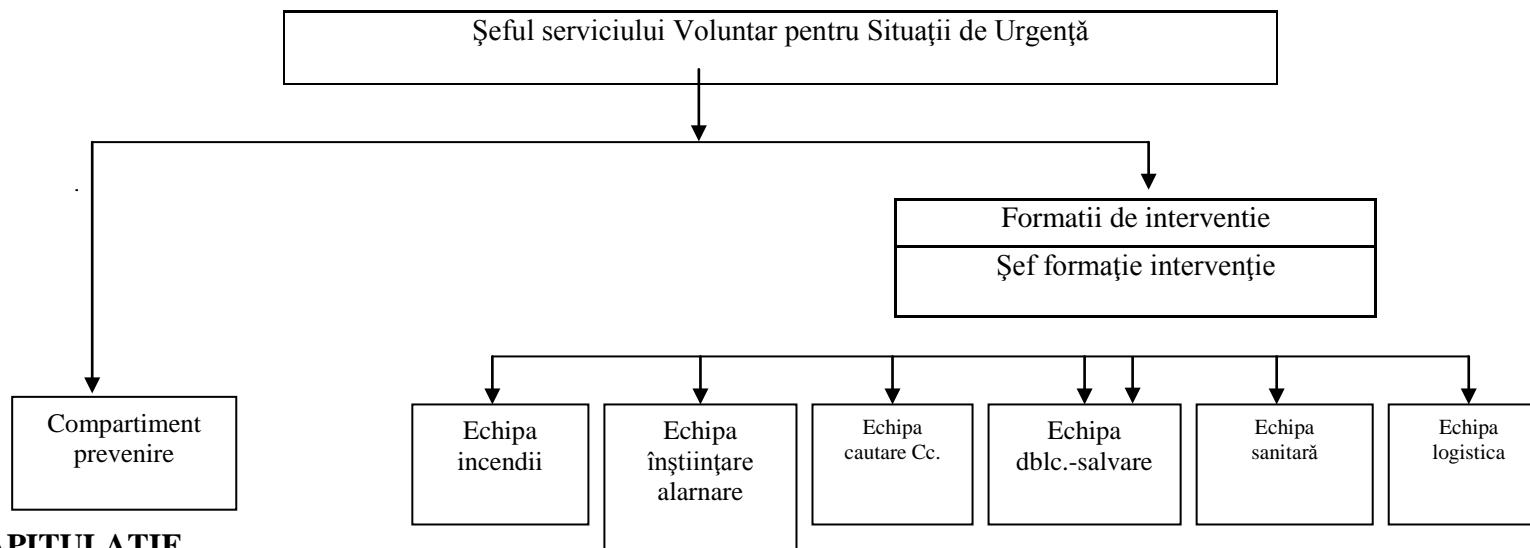 Şeful serviciului Voluntar pentru Situaţii de Urgenţă
Formatii de interventie
Şef formaţie intervenţie
Compartiment
prevenire
Echipa
incendii
Echipa
înştiinţare
alarnare
Echipa
cautare Cc.
Echipa
dblc.-salvare
Echipa
sanitară
Echipa
logistica